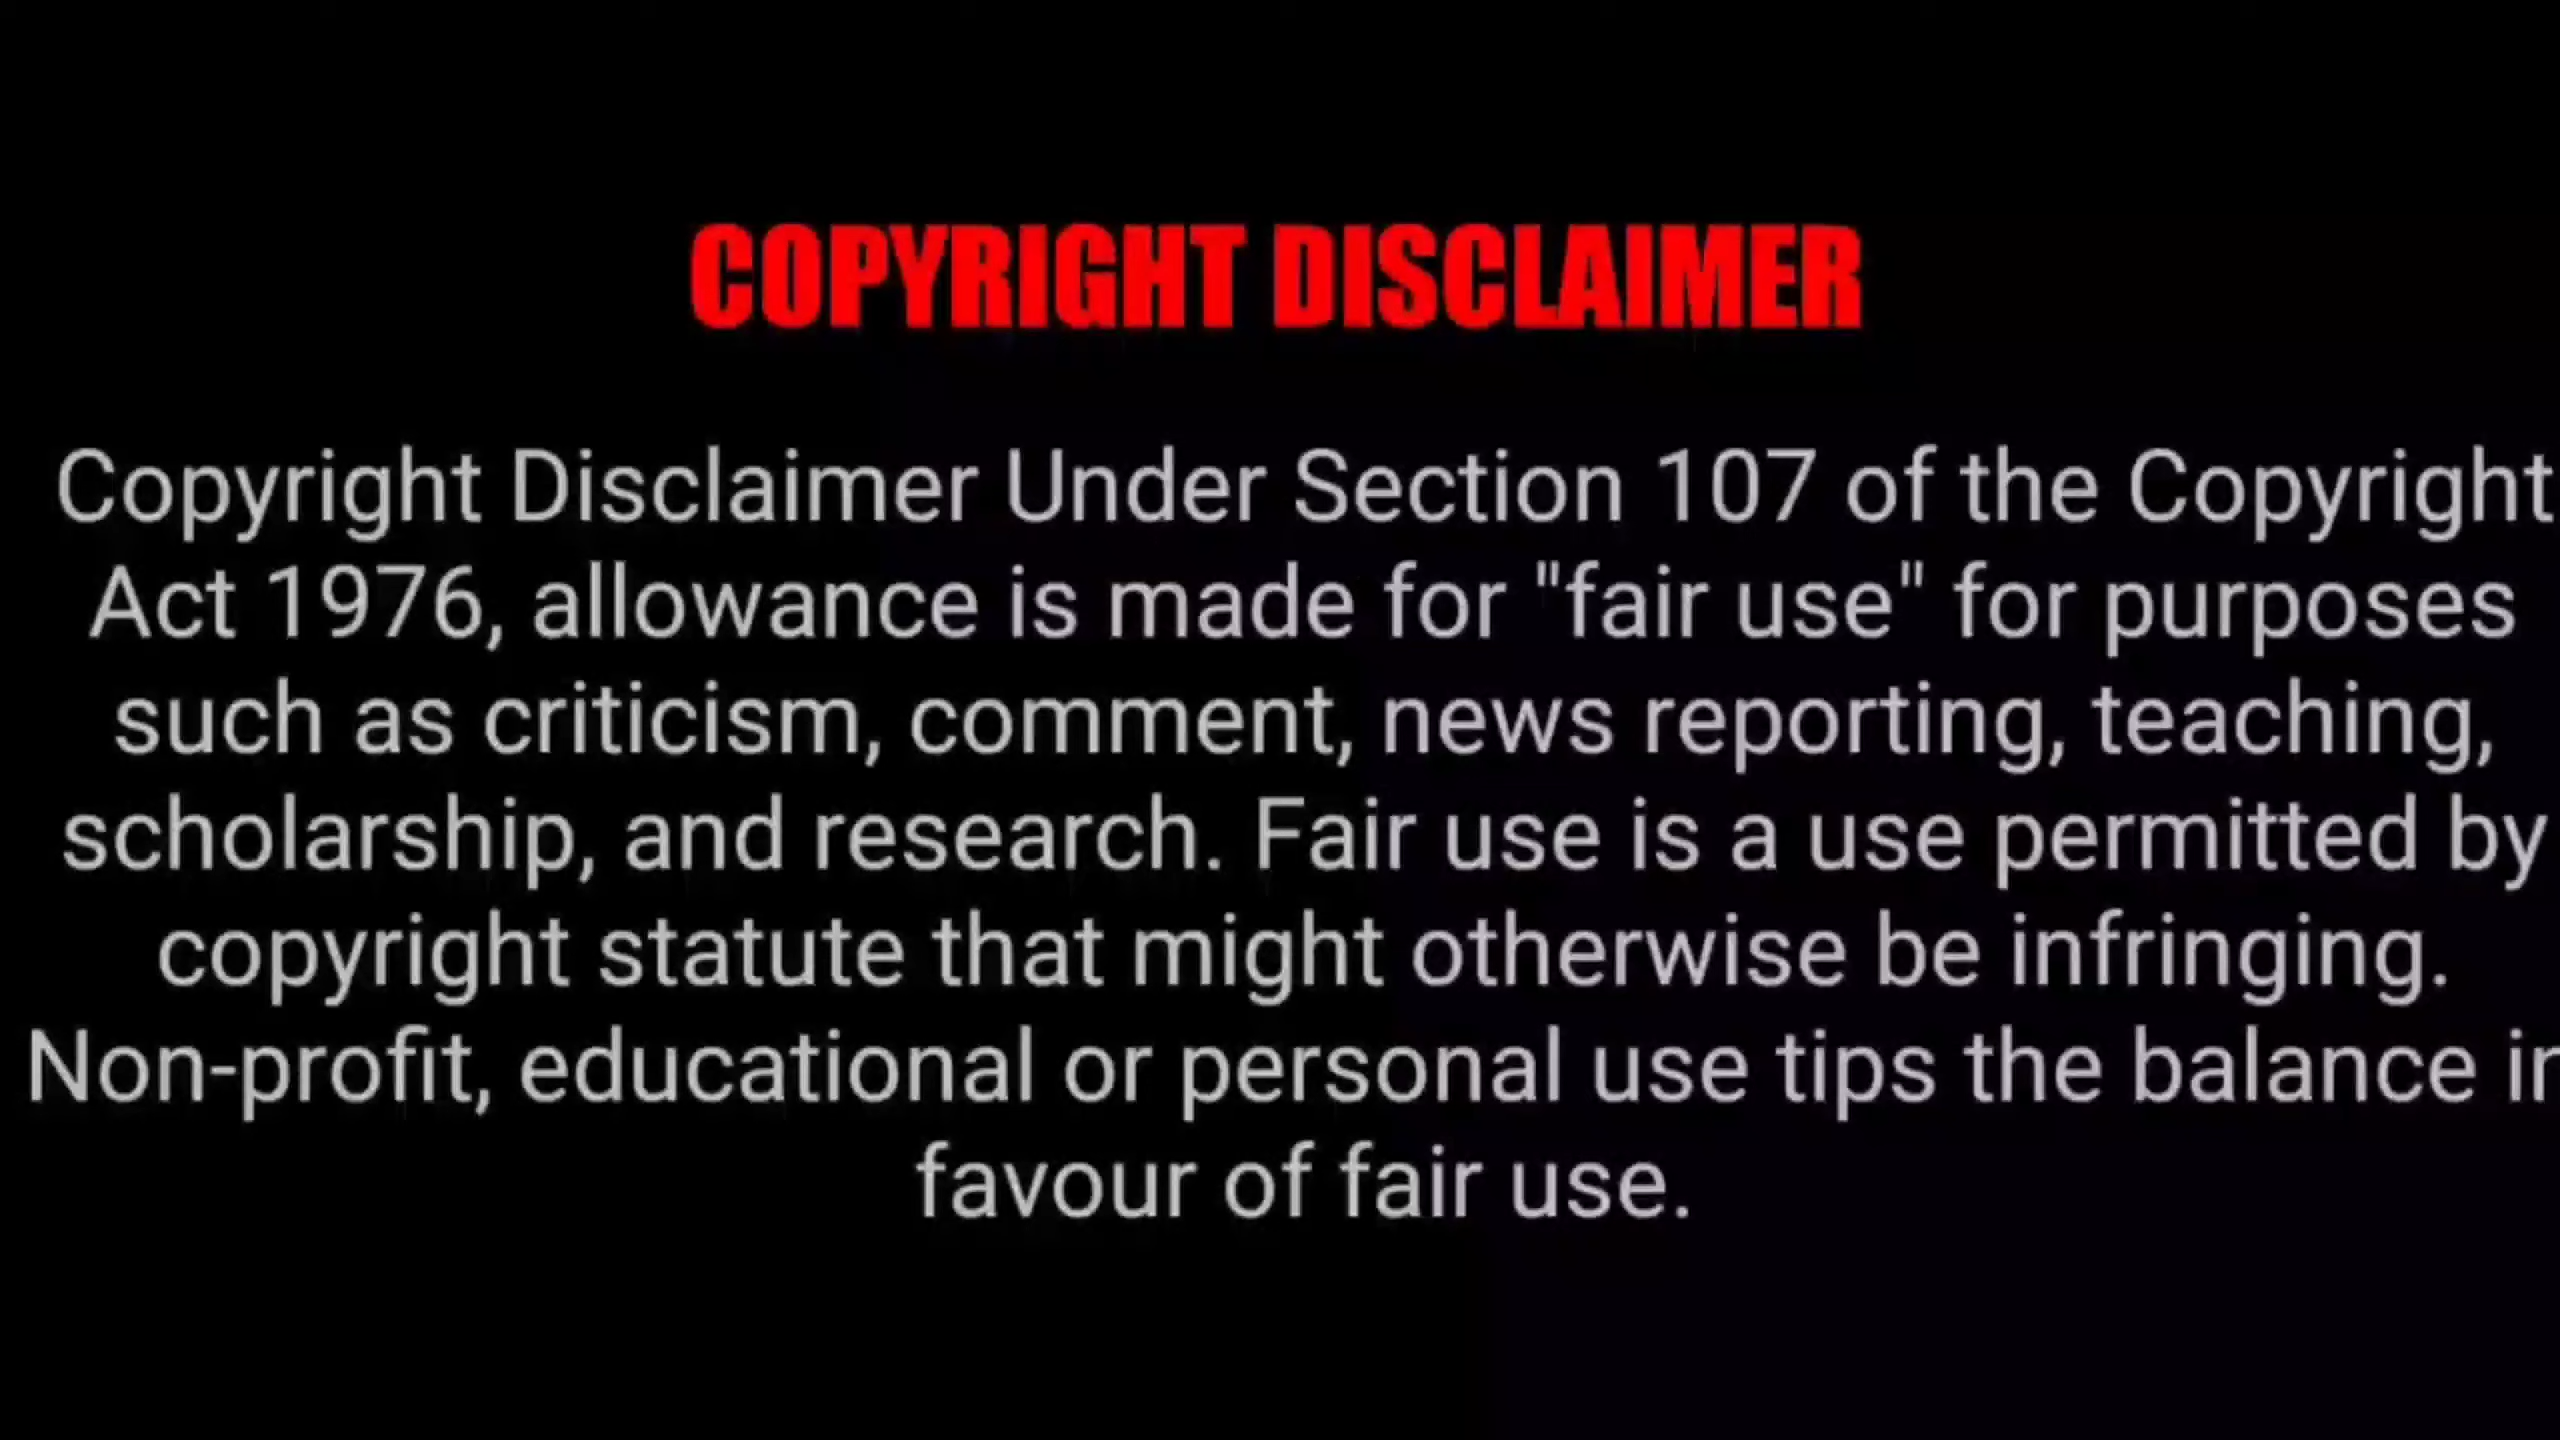 COPYRIGHT DISCLAIMER
Copyright Disclaimer Under Section 107 of the Copyright
Act 1976, allowance is made for "fair use" for purposes
such as criticism, comment, news reporting, teaching,
scholarship, and research. Fair use is a use permitted by
copyright statute that might otherwise be infringing.
Non-profit, educational or personal use tips the balance in
favour of fair use.